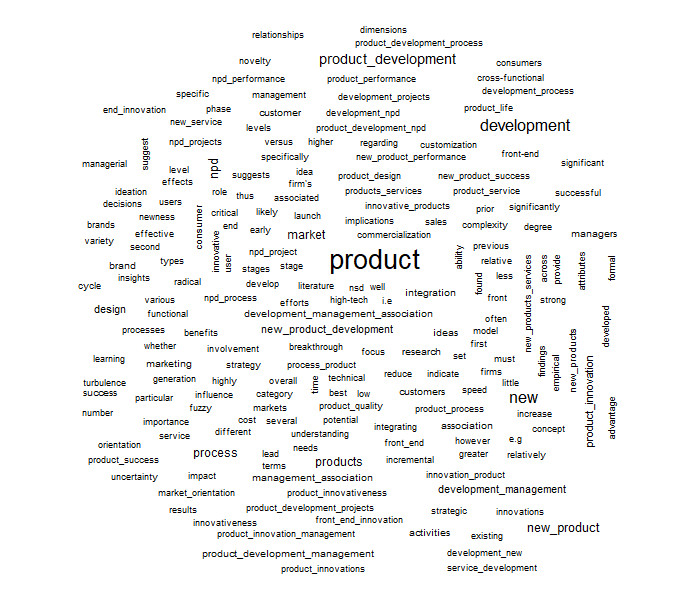 dimensions
relationships
product_development_process
product_development
novelty
consumers
npd_performance
product_performance
cross-functional
specific
management
development_projects
development_process
end_innovation
phase
customer
development_npd
product_life
new_service
levels
product_development_npd
development
suggest
npd_projects
versus
higher
regarding
customization
managerial
level
npd
specifically
new_product_performance
front-end
significant
effects
suggests
idea
product_design
new_product_success
ideation
users
role
thus
firm's
associated
products_services
product_service
successful
decisions
newness
critical
likely
launch
innovative_products
prior
significantly
brands
effective
consumer
end
early
market
implications
sales
complexity
degree
managers
variety
second
innovative
user
npd_project
commercialization
previous
brand
types
stages
stage
product
ability
relative
new_products_services
across
provide
attributes
formal
insights
radical
develop
literature
nsd
well
found
less
cycle
various
npd_process
efforts
high-tech
i.e
integration
front
strong
design
functional
development_management_association
often
developed
processes
benefits
new_product_development
ideas
model
first
whether
involvement
breakthrough
focus
research
set
must
findings
empirical
new_products
learning
marketing
strategy
process_product
reduce
indicate
firms
turbulence
generation
highly
overall
time
technical
little
product_innovation
success
particular
influence
category
best
low
customers
speed
new
number
fuzzy
markets
product_quality
product_process
increase
advantage
importance
cost
several
potential
integrating
association
concept
service
different
understanding
orientation
needs
front_end
however
e.g
product_success
process
lead
terms
products
incremental
greater
relatively
uncertainty
impact
management_association
innovation_product
market_orientation
product_innovativeness
development_management
results
product_development_projects
strategic
innovations
innovativeness
front_end_innovation
new_product
product_innovation_management
activities
existing
product_development_management
development_new
product_innovations
service_development